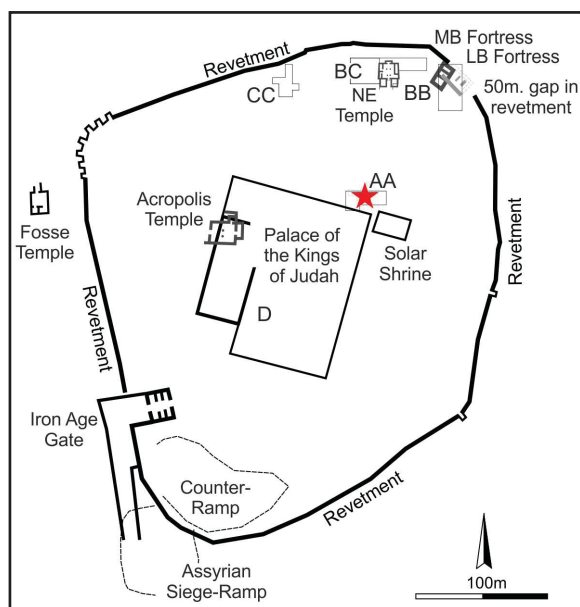 MB Fortress
LB Fortress
Revetment
BC
CC
NE
Temple
BB
50m. gap in
revetment
AA
Acropolis
Temple
Fosse
Temple
Palace of
the Kings
of Judah
Solar
Shrine
Revetment
D
Revetment
Iron Age
Gate
Counter-
Ramp
Revetment
Assyrian
Siege-Ramp
100m